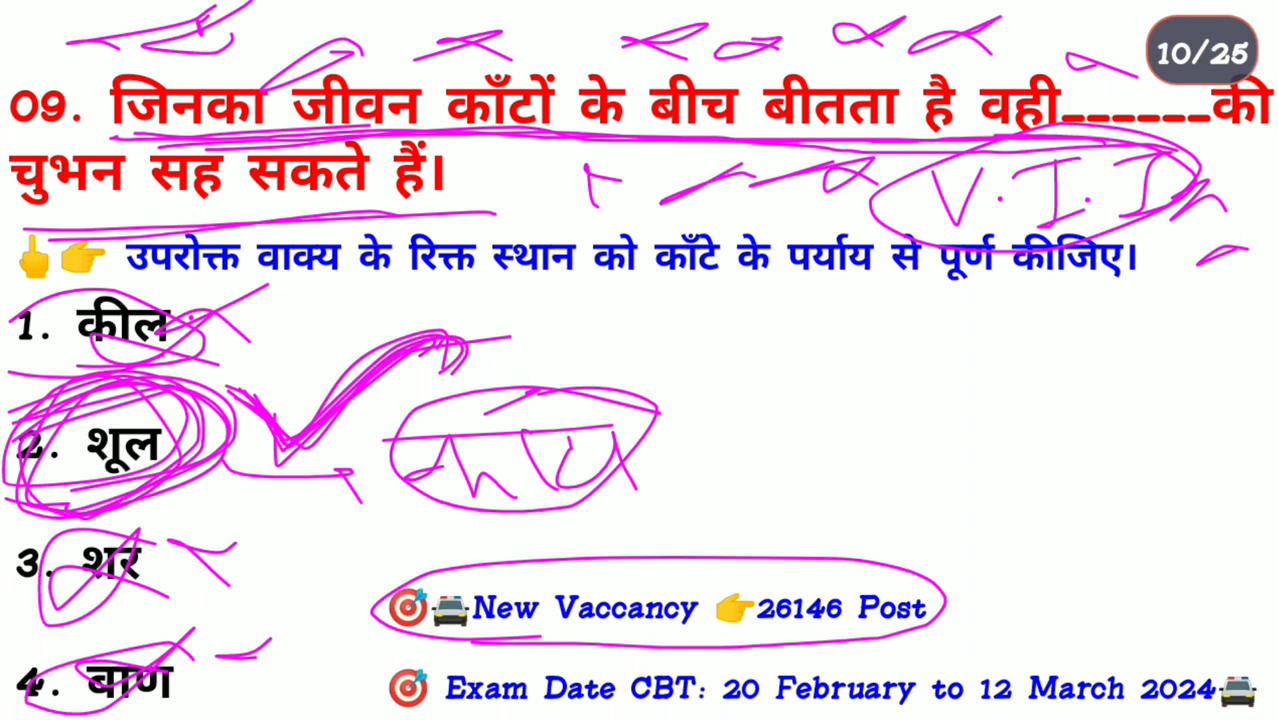 10/25
09. जिनका जीवन काँटों के बीच बीतता है वही______की
चुभन सह सकते हैं।
V.I.
👆👉 उपरोक्त वाक्य के रिक्त स्थान को काँटे के पर्याय से पूर्ण कीजिए।
1. कील
2. शूल
3. शर
4. बाण
🎯🚔New Vaccancy 👉26146 Post
🎯 Exam Date CBT: 20 February to 12 March 2024🚔